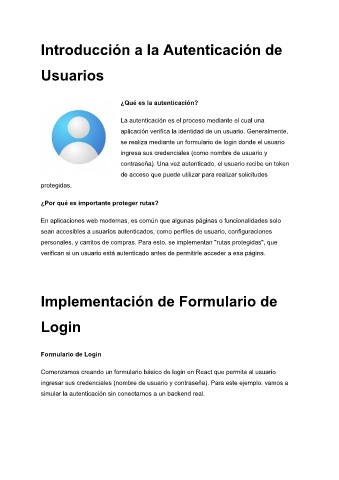 Introducción a la Autenticación de
Usuarios
¿Qué es la autenticación?
La autenticación es el proceso mediante el cual una
aplicación verifica la identidad de un usuario. Generalmente,
se realiza mediante un formulario de login donde el usuario
ingresa sus credenciales (como nombre de usuario y
contraseña). Una vez autenticado, el usuario recibe un token
de acceso que puede utilizar para realizar solicitudes
protegidas.
¿Por qué es importante proteger rutas?
En aplicaciones web modernas, es común que algunas páginas o funcionalidades solo
sean accesibles a usuarios autenticados, como perfiles de usuario, configuraciones
personales, y carritos de compras. Para esto, se implementan "rutas protegidas", que
verifican si un usuario está autenticado antes de permitirle acceder a esa página.
Implementación de Formulario de
Login
Formulario de Login
Comenzamos creando un formulario básico de login en React que permita al usuario
ingresar sus credenciales (nombre de usuario y contraseña). Para este ejemplo, vamos a
simular la autenticación sin conectarnos a un backend real.